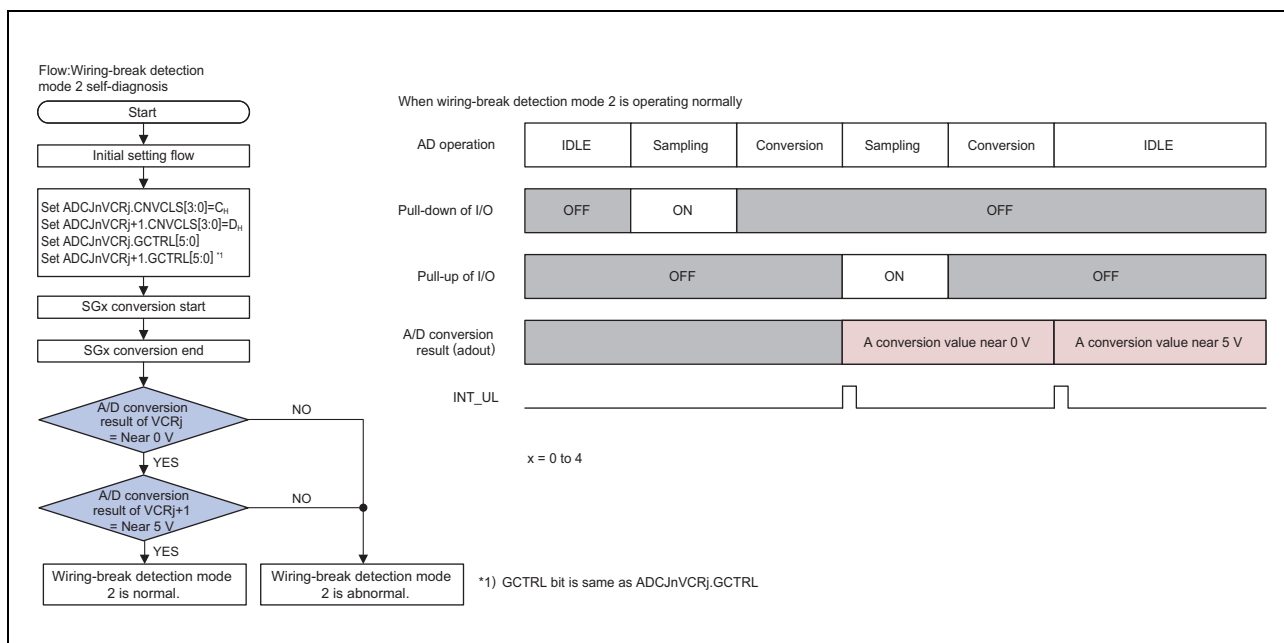 Flow:Wiring-break detection
mode 2 self-diagnosis
Start
Initial setting flow
Set ADCJnVCRj.CNVCLS[3:0]=CH
Set ADCJnVCRj+1.CNVCLS[3:0]=DH
Set ADCJnVCRj.GCTRL[5:0]
Set ADCJnVCRj+1.GCTRL[5:0] *1
SGx conversion start
SGx conversion end
A/D conversion
result of VCRj
= Near 0 V
NO
YES
A/D conversion
result of VCRj+1
= Near 5 V
NO
YES
Wiring-break detection mode
2 is normal.
Wiring-break detection mode
2 is abnormal.
When wiring-break detection mode 2 is operating normally
AD operation
IDLE
Sampling
Conversion
Sampling
Conversion
IDLE
Pull-down of I/O
OFF
ON
OFF
Pull-up of I/O
OFF
ON
OFF
A/D conversion
result (adout)
A conversion value near 0 V
A conversion value near 5 V
INT_UL
x = 0 to 4
*1) GCTRL bit is same as ADCJnVCRj.GCTRL